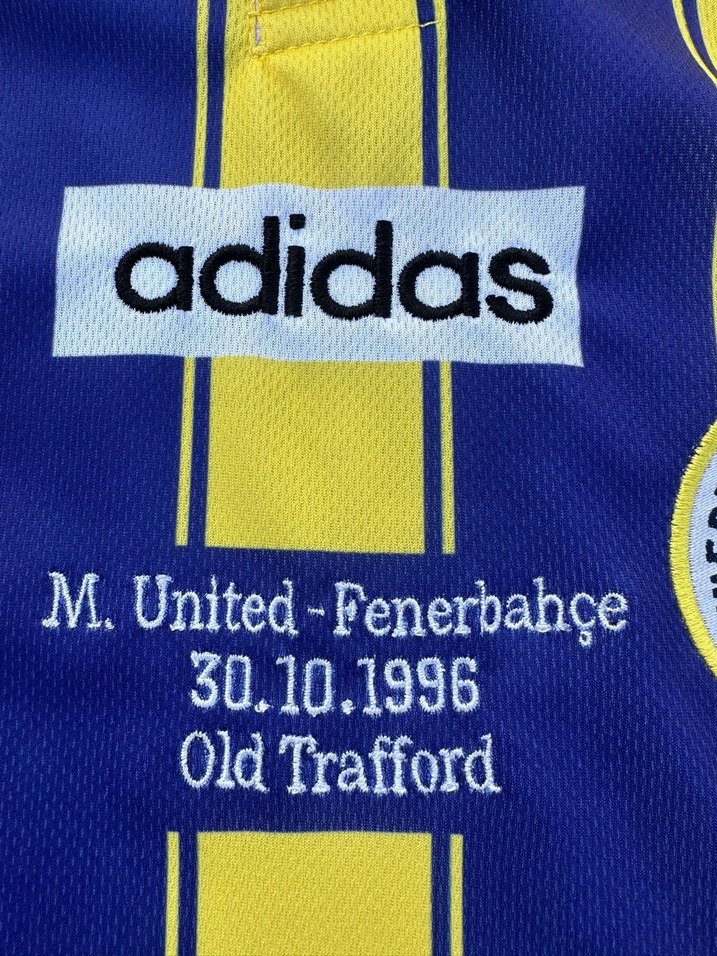 adidas
M. United - Fenerbahçe
30.10.1996
Old Trafford